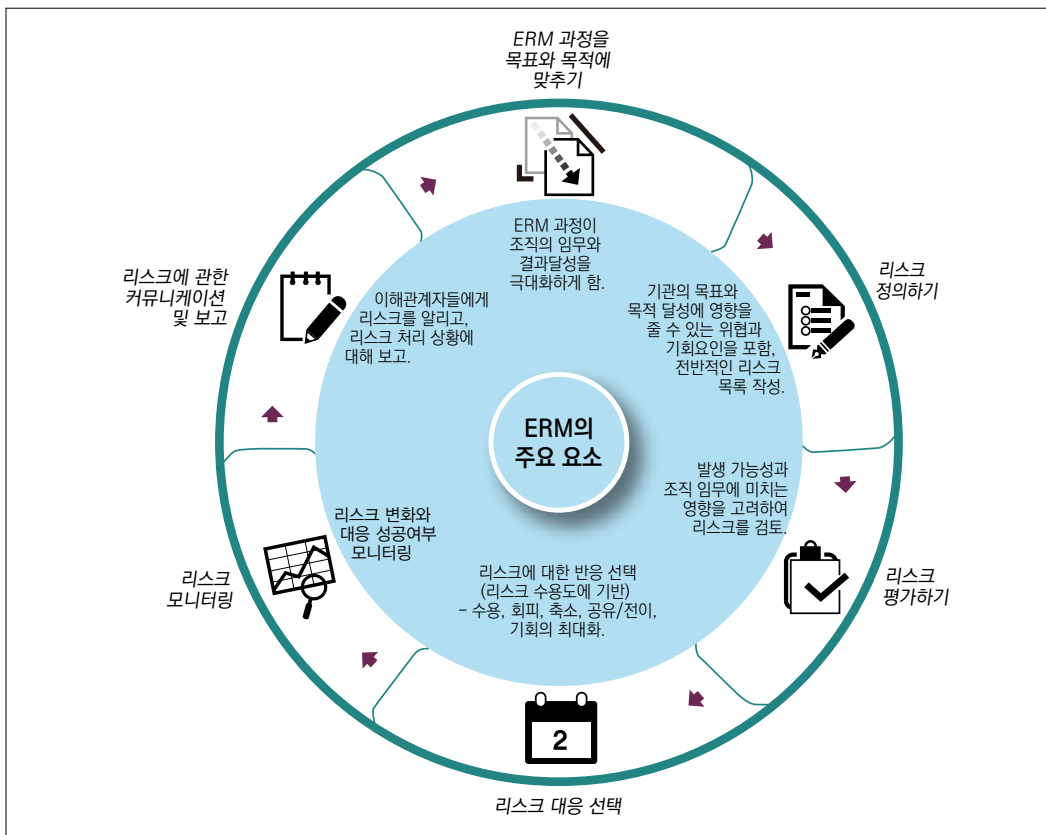 ERM 과정을
목표와 목적에
맞추기
ERM 과정이
조직의 임무와
결과달성을
극대화하게 함.
리스크
정의하기
기관의 목표와
목적 달성에 영향을
줄 수 있는 위협과
기회요인을 포함,
전반적인 리스크
목록 작성.
리스크
평가하기
발생 가능성과
조직 임무에 미치는
영향을 고려하여
리스크를 검토.
리스크 대응 선택
리스크에 대한 반응 선택
(리스크 수용도에 기반)
– 수용, 회피, 축소, 공유/전이,
기회의 최대화.
2
리스크
모니터링
리스크 변화와
대응 성공여부
모니터링
리스크에 관한
커뮤니케이션
및 보고
이해관계자들에게
리스크를 알리고,
리스크 처리 상황에
대해 보고.
ERM의
주요 요소